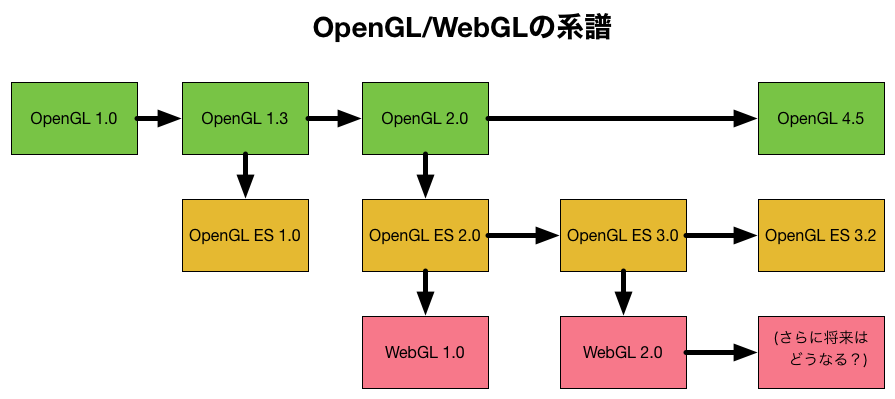 OpenGL/WebGLの系譜
OpenGL 1.0
OpenGL 1.3
OpenGL 2.0
OpenGL 4.5
OpenGL ES 1.0
OpenGL ES 2.0
OpenGL ES 3.0
OpenGL ES 3.2
WebGL 1.0
WebGL 2.0
(さらに将来は
どうなる？)